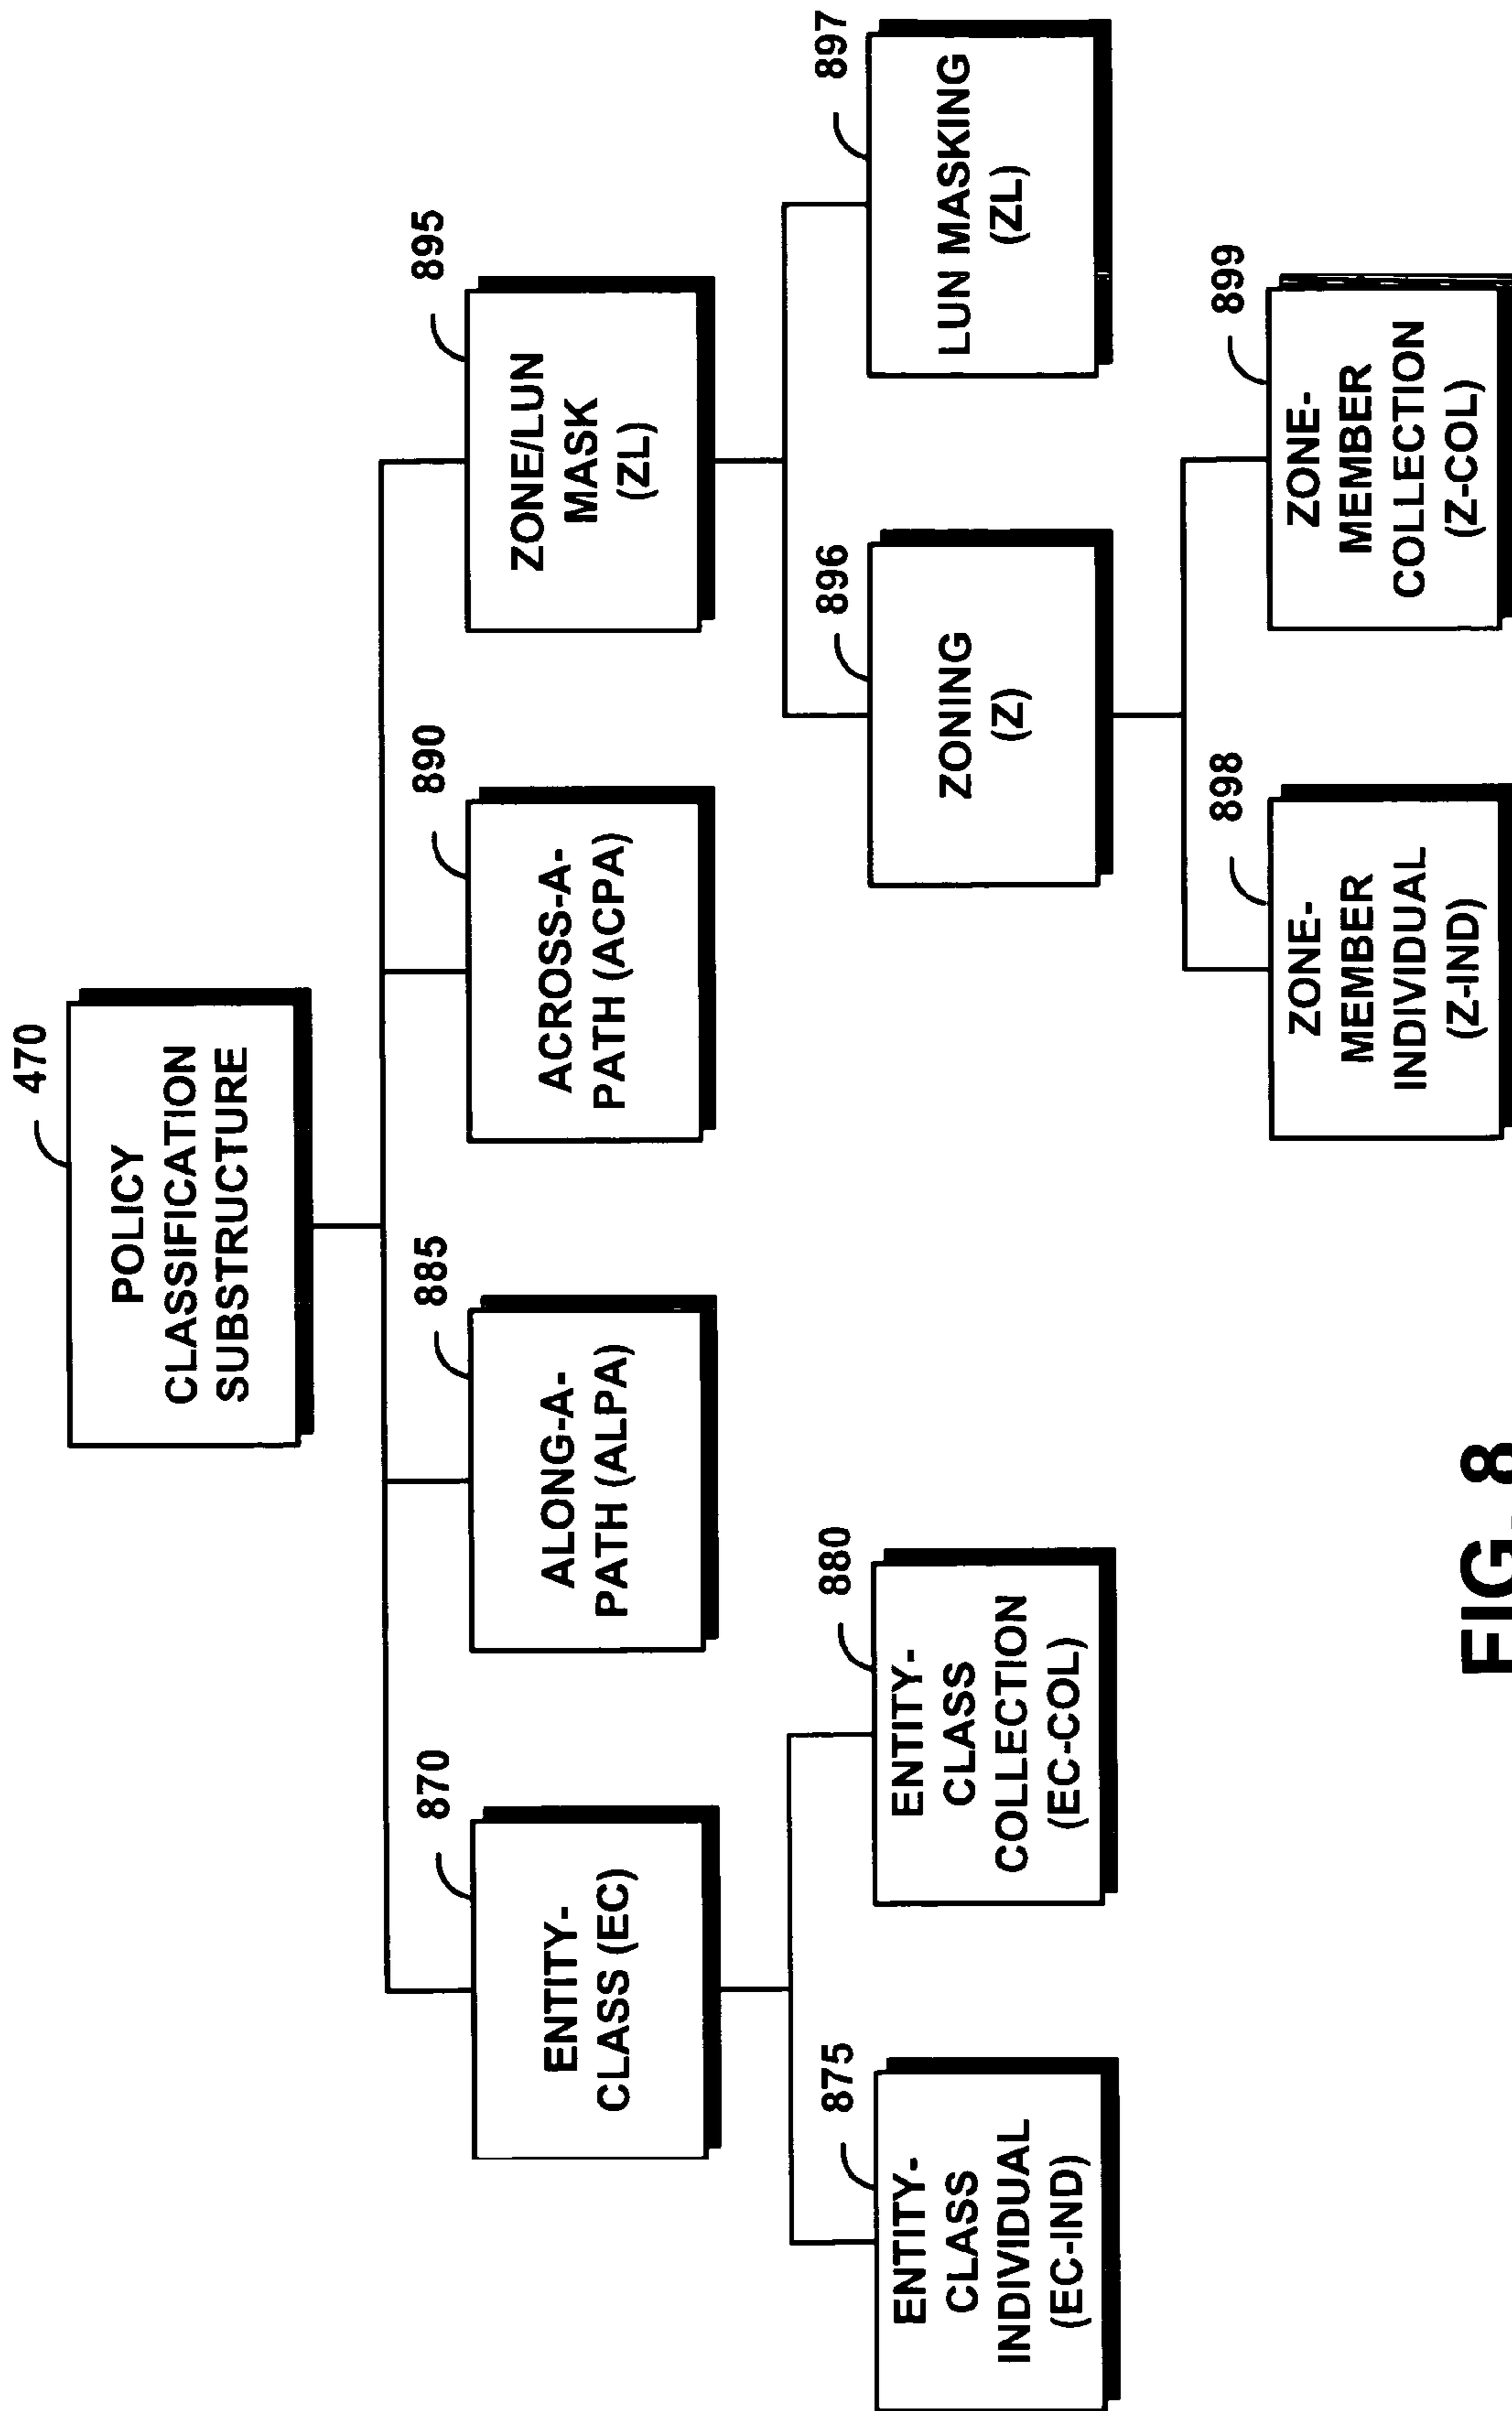 470
POLICY
CLASSIFICATION
SUBSTRUCTURE
870
ENTITY-
CLASS (EC)
885
ALONG-A-
PATH (ALPA)
890
ACROSS-A-
PATH (ACPA)
895
ZONE/LUN
MASK
(ZL)
875
ENTITY-
CLASS
INDIVIDUAL
(EC-IND)
880
ENTITY-
CLASS
COLLECTION
(EC-COL)
896
ZONING
(Z)
897
LUN MASKING
(ZL)
898
ZONE-
MEMBER
INDIVIDUAL
(Z-IND)
899
ZONE-
MEMBER
COLLECTION
(Z-COL)
FIG. 8